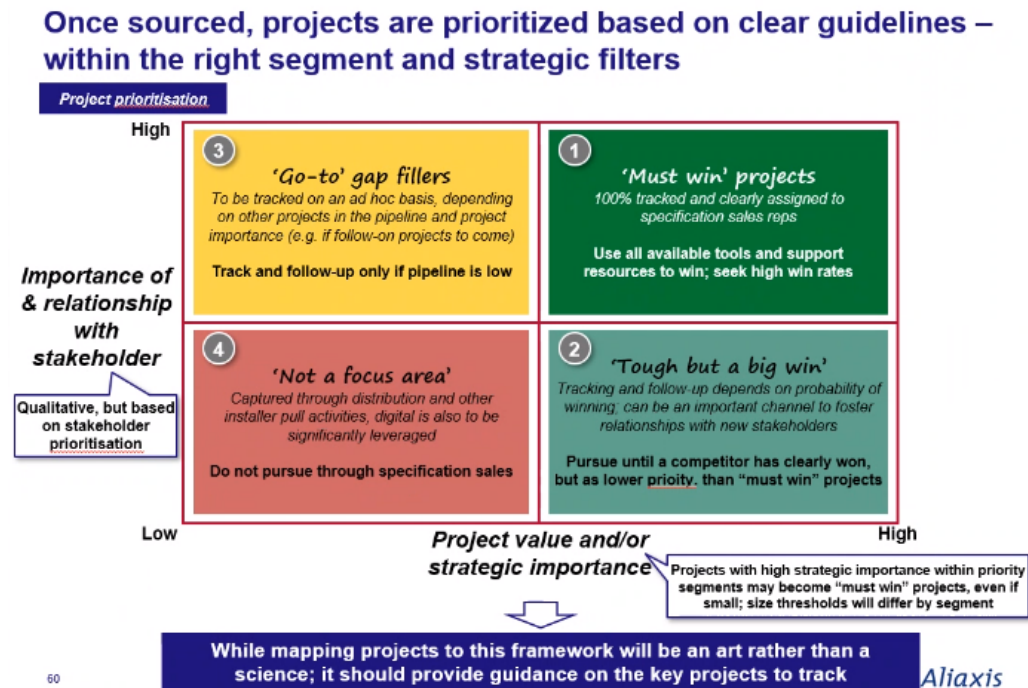 Once sourced, projects are prioritized based on clear guidelines –
within the right segment and strategic filters
Project prioritisation
High
3
'Go-to' gap fillers
To be tracked on an ad hoc basis, depending
on other projects in the pipeline and project
importance (e.g. if follow-on projects to come)
Track and follow-up only if pipeline is low
1
'Must win' projects
100% tracked and clearly assigned to
specification sales reps
Use all available tools and support
resources to win; seek high win rates
Importance of
& relationship
with
stakeholder
Qualitative, but based
on stakeholder
prioritisation
4
'Not a focus area'
Captured through distribution and other
installer pull activities, digital is also to be
significantly leveraged
Do not pursue through specification sales
2
'Tough but a big win'
Tracking and follow-up depends on probability of
winning; can be an important channel to foster
relationships with new stakeholders
Pursue until a competitor has clearly won,
but as lower prioity. than "must win" projects
Low
Project value and/or
strategic importance
High
Projects with high strategic importance within priority
segments may become "must win" projects, even if
small; size thresholds will differ by segment
While mapping projects to this framework will be an art rather than a
science; it should provide guidance on the key projects to track
60
Aliaxis